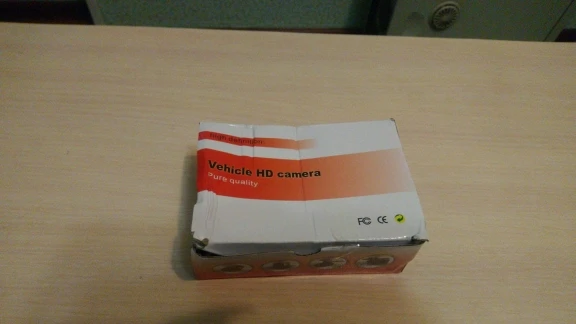 Vehicle HD camera
Pure quality
FC CE